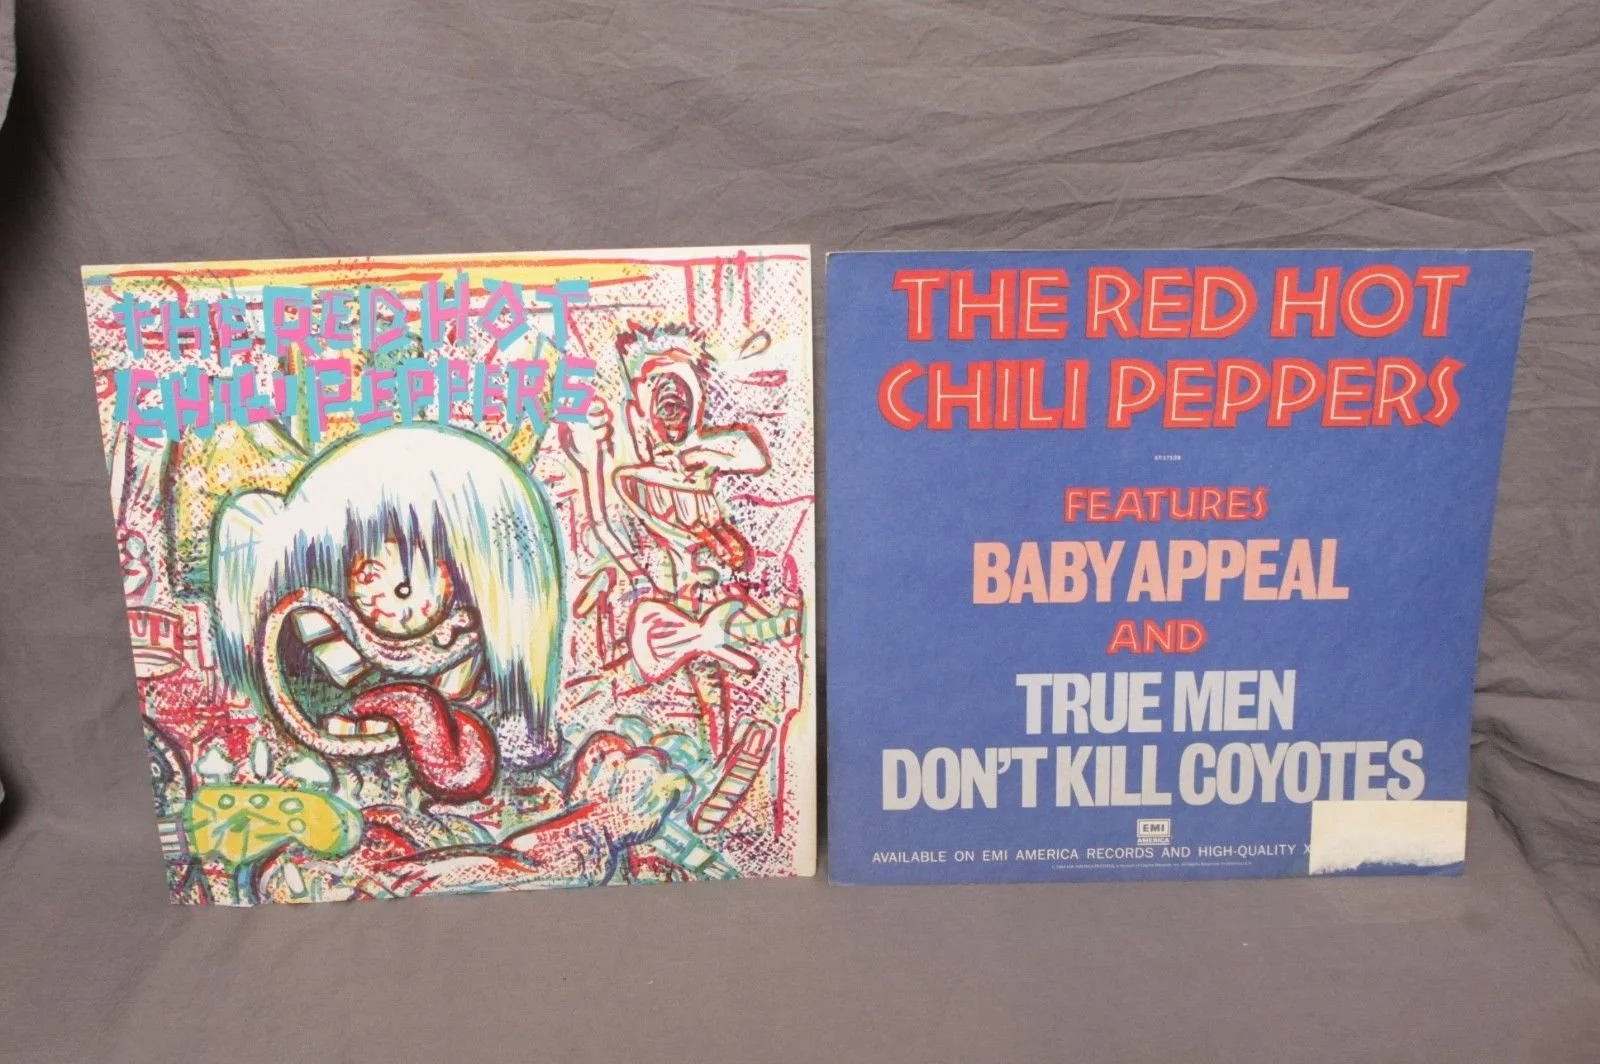 THE RED HOT
CHILI PEPPERS
THE RED HOT
CHILI PEPPERS
FEATURES
BABY APPEAL
AND
TRUE MEN
DON'T KILL COYOTES
EMI
AMERICA
AVAILABLE ON EMI AMERICA RECORDS AND HIGH-QUALITY X